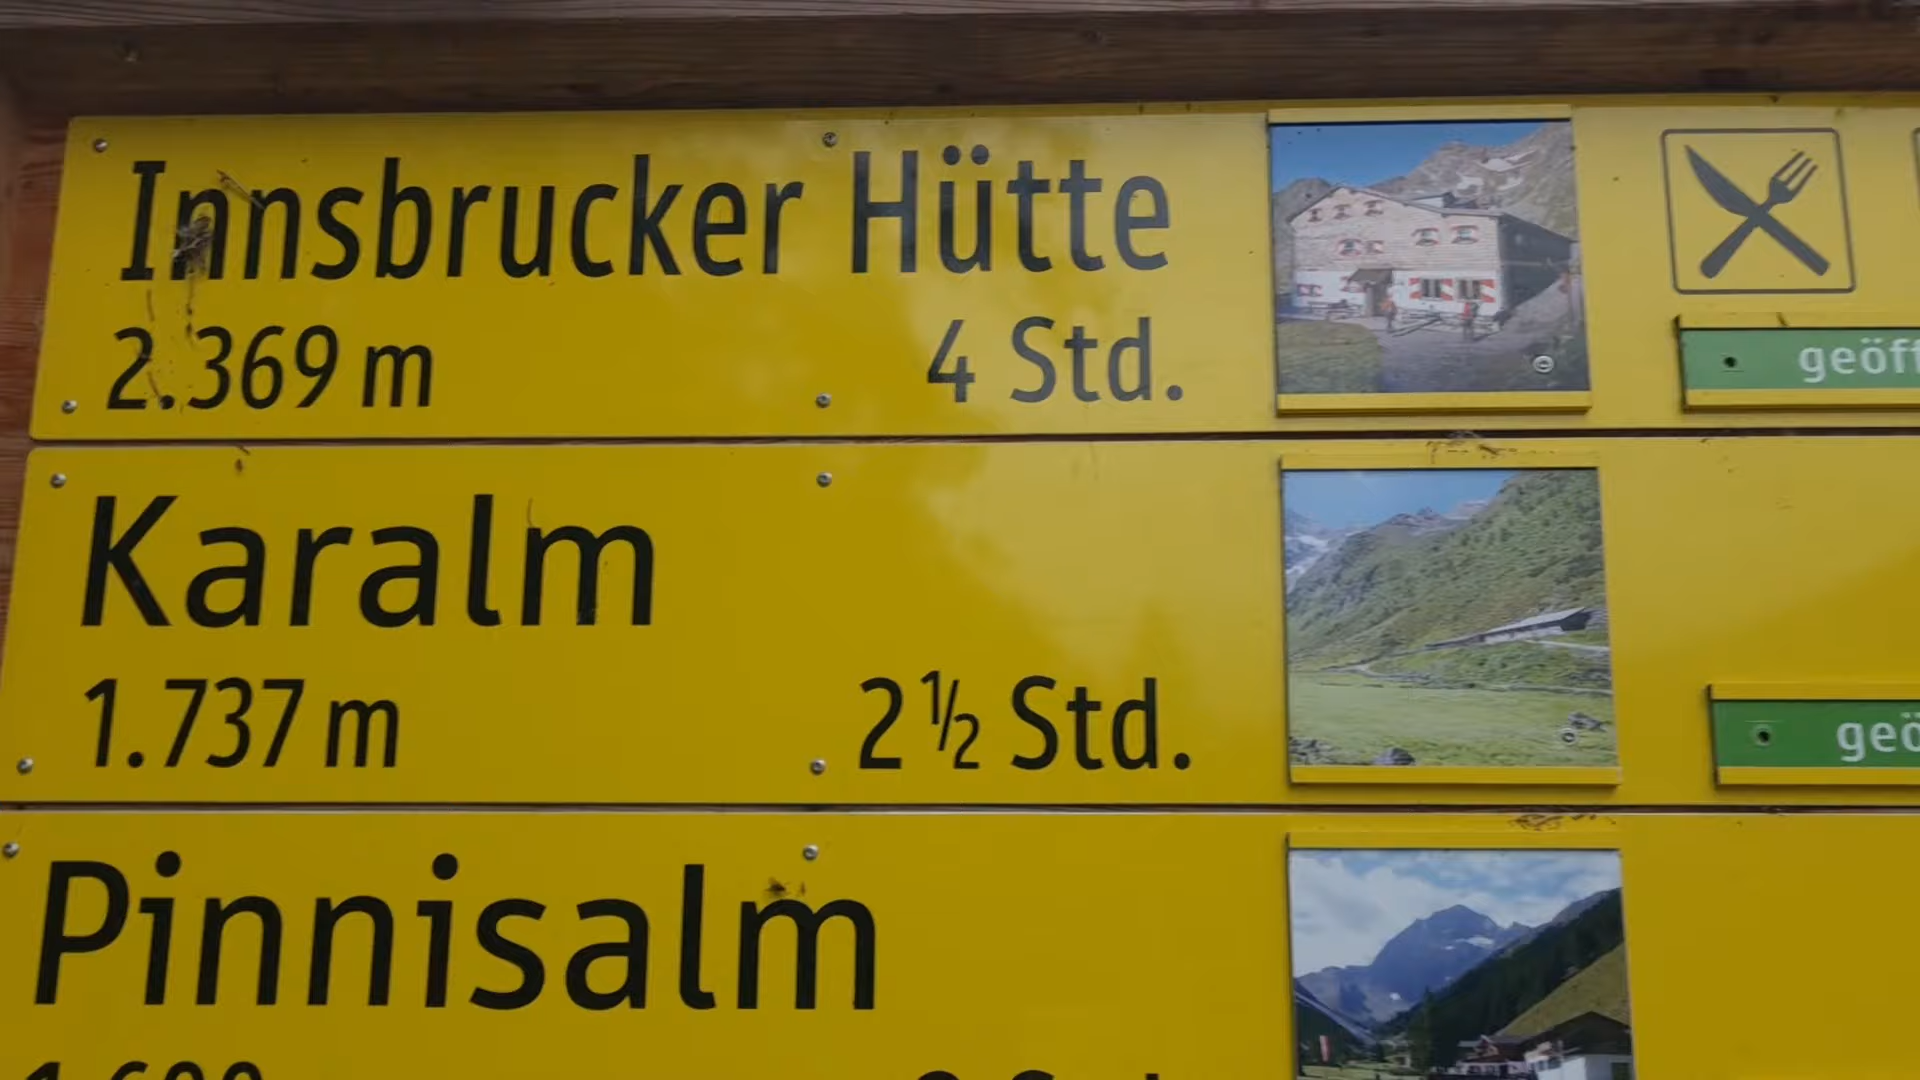 Innsbrucker Hütte
2.369 m 4 Std.
Karalm
1.737 m 2½ Std.
Pinnisalm